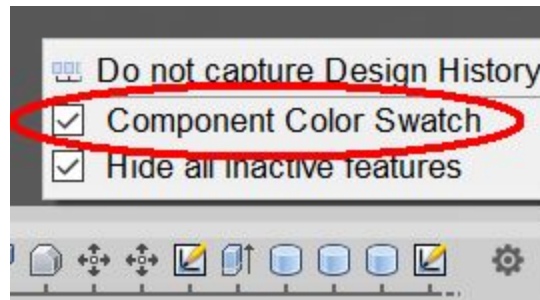 Do not capture Design History
Component Color Swatch
Hide all inactive features